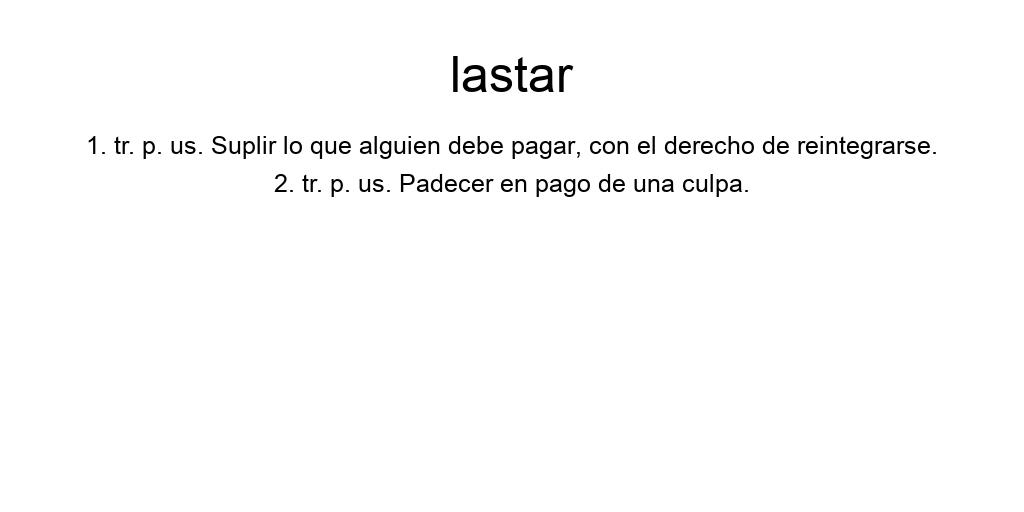 lastar
1. tr. p. us. Suplir lo que alguien debe pagar, con el derecho de reintegrarse.
2. tr. p. us. Padecer en pago de una culpa.